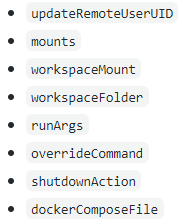 updateRemoteUserUID
mounts
workspaceMount
workspaceFolder
runArgs
overrideCommand
shutdownAction
dockerComposeFile